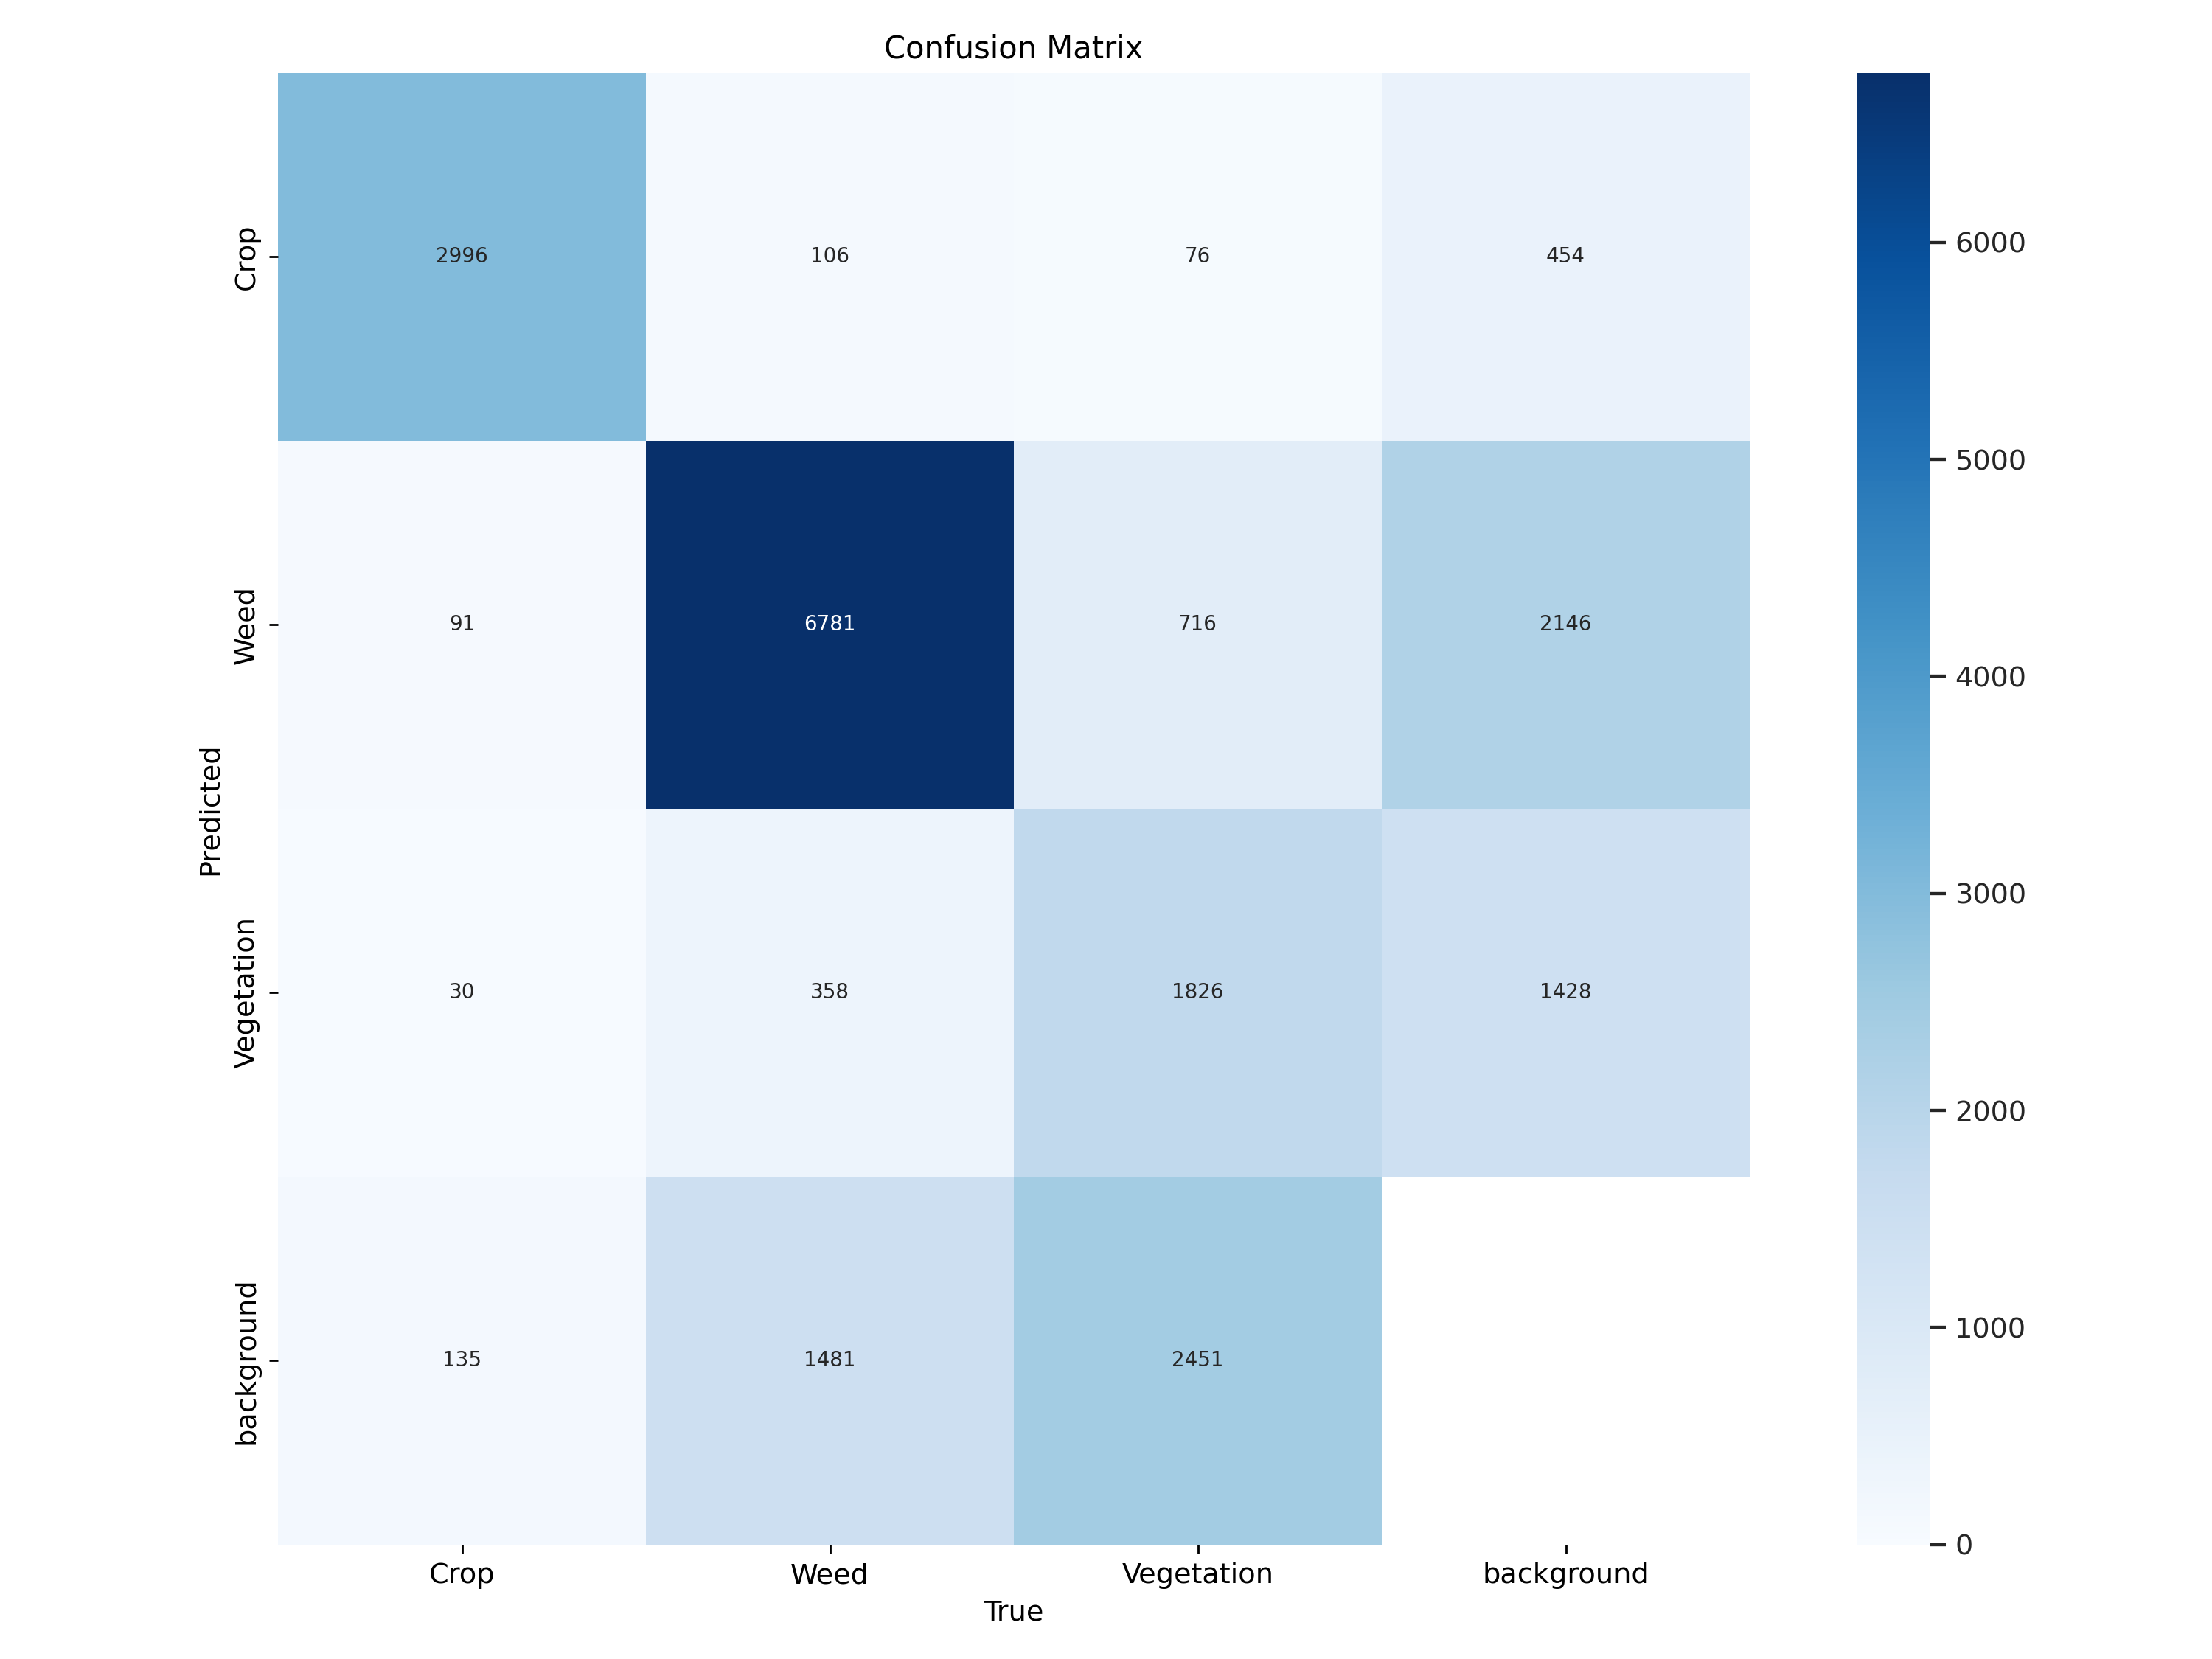 Confusion Matrix
Crop
2996
106
76
454
Weed
91
6781
716
2146
Vegetation
30
358
1826
1428
background
135
1481
2451
Predicted
Crop
Weed
Vegetation
background
True
6000
5000
4000
3000
2000
1000
0